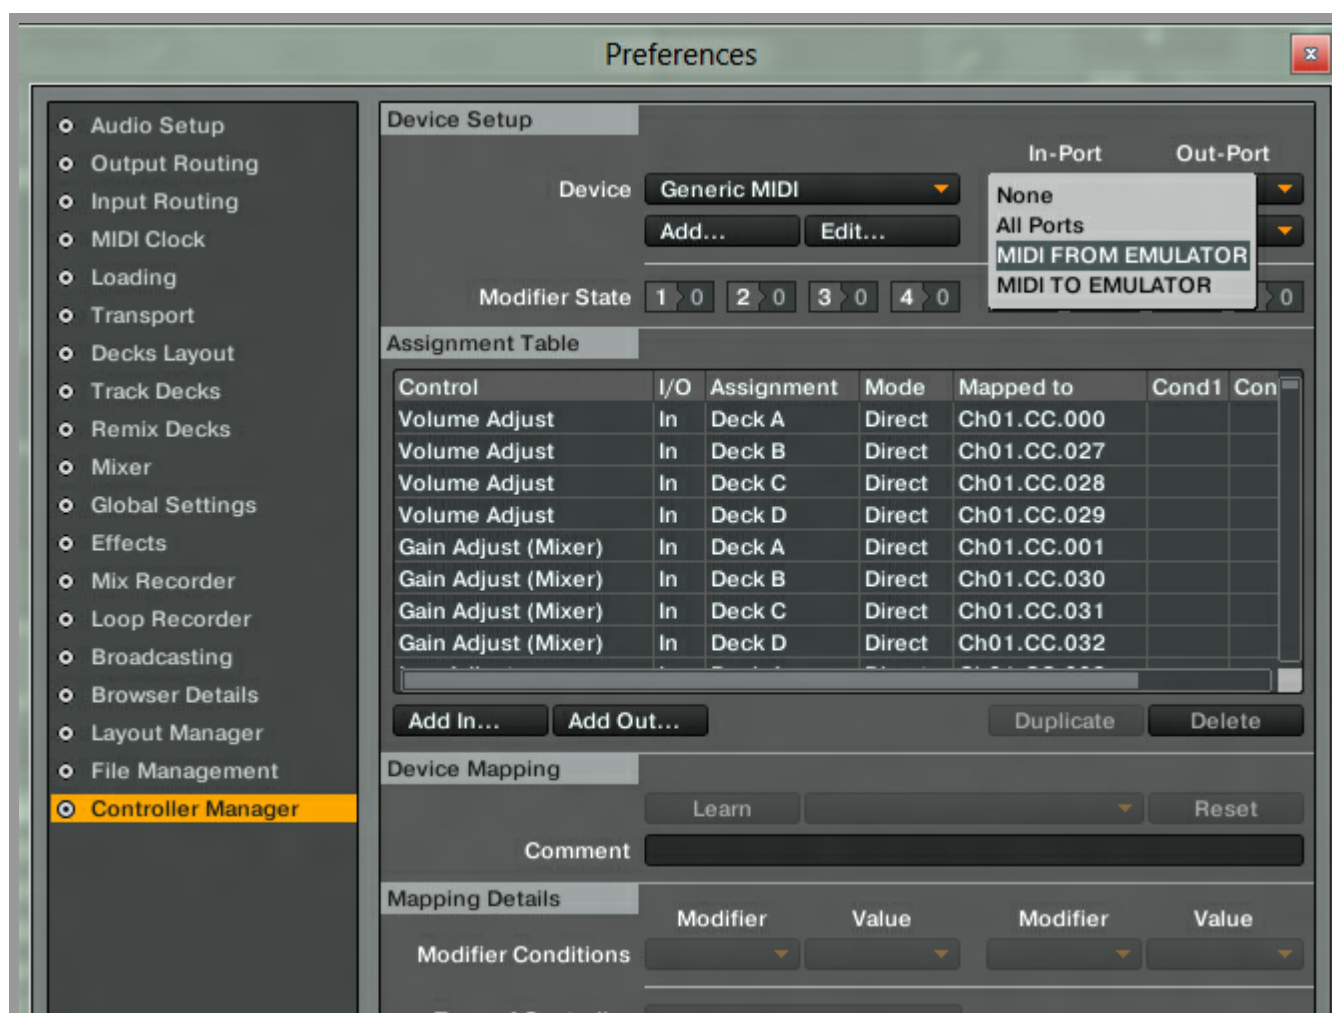 Preferences
Audio Setup
Output Routing
Input Routing
MIDI Clock
Loading
Transport
Decks Layout
Track Decks
Remix Decks
Mixer
Global Settings
Effects
Mix Recorder
Loop Recorder
Broadcasting
Browser Details
Layout Manager
File Management
Controller Manager
Device Setup
In-Port Out-Port
Device Generic MIDI
Add... Edit...
None
All Ports
MIDI FROM EMULATOR
MIDI TO EMULATOR
Modifier State 1 0 2 0 3 0 4 0 0
Assignment Table
Control I/O Assignment Mode Mapped to Cond1 Con
Volume Adjust In Deck A Direct Ch01.CC.000
Volume Adjust In Deck B Direct Ch01.CC.027
Volume Adjust In Deck C Direct Ch01.CC.028
Volume Adjust In Deck D Direct Ch01.CC.029
Gain Adjust (Mixer) In Deck A Direct Ch01.CC.001
Gain Adjust (Mixer) In Deck B Direct Ch01.CC.030
Gain Adjust (Mixer) In Deck C Direct Ch01.CC.031
Gain Adjust (Mixer) In Deck D Direct Ch01.CC.032
Add In... Add Out... Duplicate Delete
Device Mapping
Learn Reset
Comment
Mapping Details
Modifier Value Modifier Value
Modifier Conditions